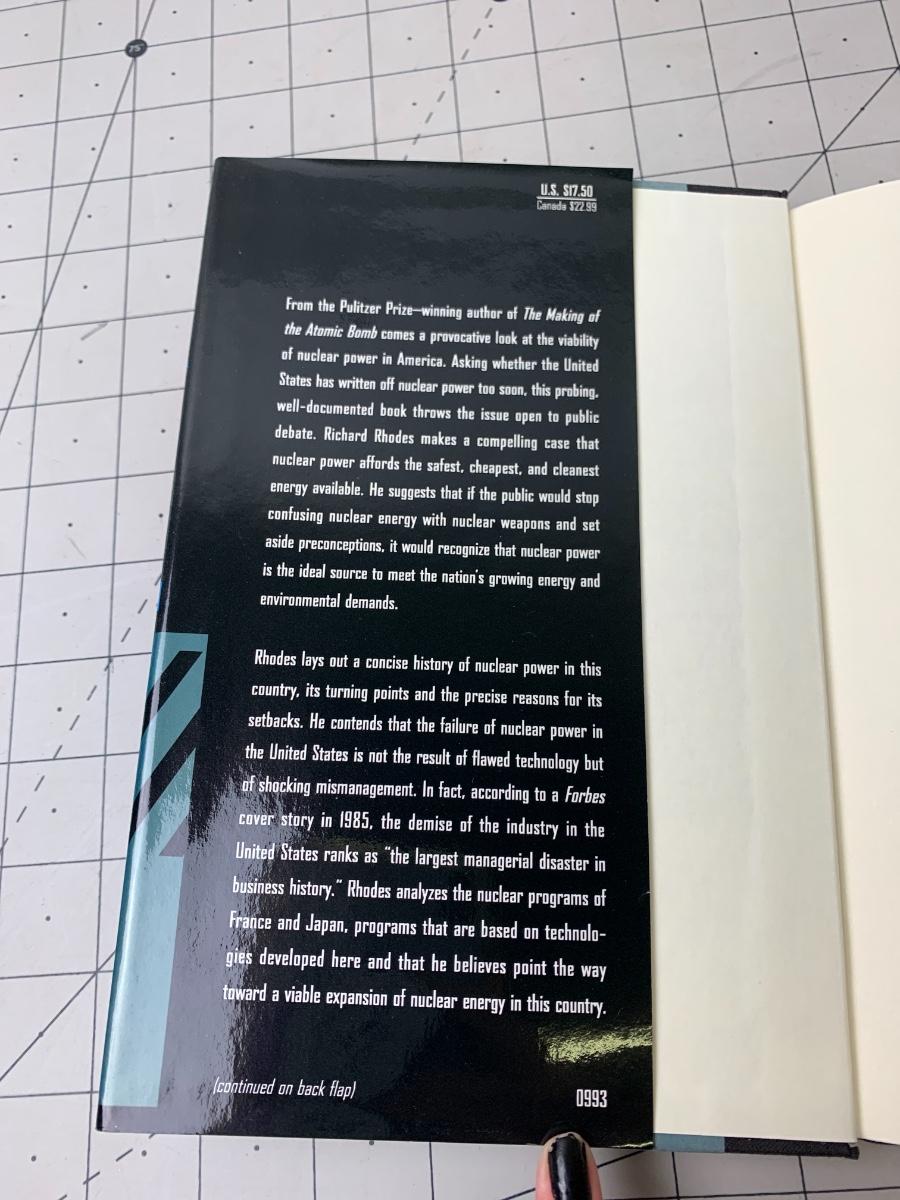 75°
U.S. $17.50
Canada $22.99
From the Pulitzer Prize—winning author of The Making of
the Atomic Bomb comes a provocative look at the viability
of nuclear power in America. Asking whether the United
States has written off nuclear power too soon, this probing,
well-documented book throws the issue open to public
debate. Richard Rhodes makes a compelling case that
nuclear power affords the safest, cheapest, and cleanest
energy available. He suggests that if the public would stop
confusing nuclear energy with nuclear weapons and set
aside preconceptions, it would recognize that nuclear power
is the ideal source to meet the nation's growing energy and
environmental demands.
Rhodes lays out a concise history of nuclear power in this
country, its turning points and the precise reasons for its
setbacks. He contends that the failure of nuclear power in
the United States is not the result of flawed technology but
of shocking mismanagement. In fact, according to a Forbes
cover story in 1985, the demise of the industry in the
United States ranks as "the largest managerial disaster in
business history." Rhodes analyzes the nuclear programs of
France and Japan, programs that are based on technolo-
gies developed here and that he believes point the way
toward a viable expansion of nuclear energy in this country.
(continued on back flap)
0993